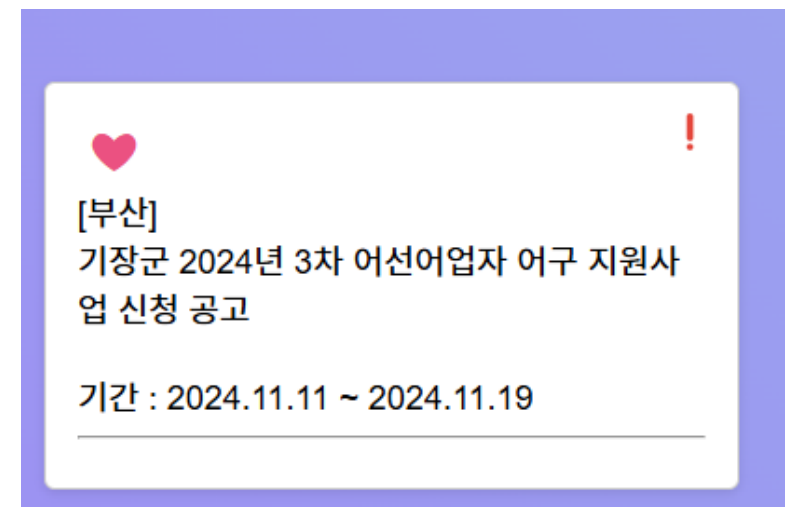 [부산]
기장군 2024년 3차 어선어업자 어구 지원사
업 신청 공고
기간 : 2024.11.11 ~ 2024.11.19